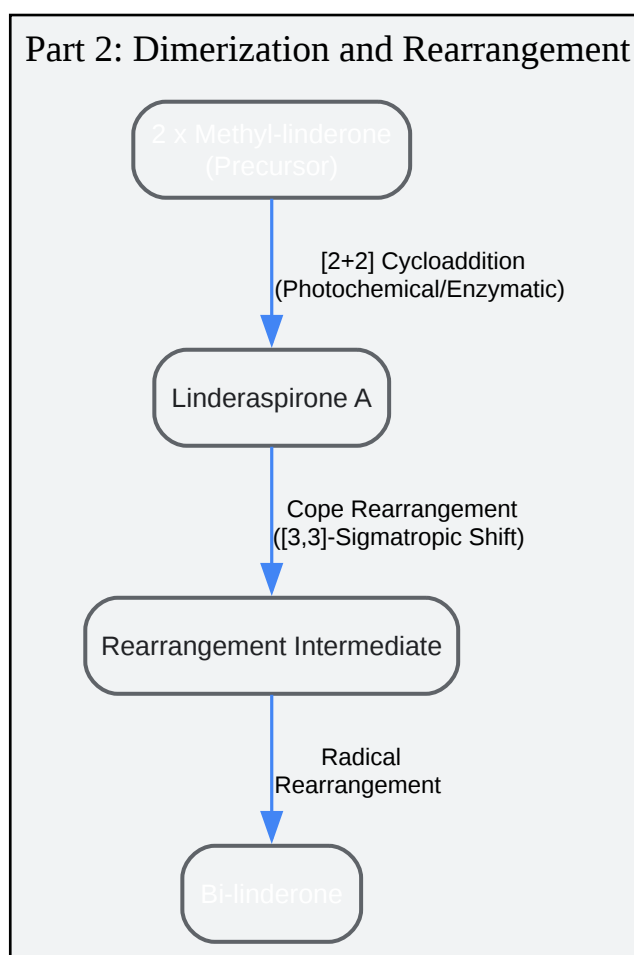 Part 2: Dimerization and Rearrangement
2 x Methyl-linderone
(Precursor)
[2+2] Cycloaddition
(Photochemical/Enzymatic)
Linderaspirone A
Cope Rearrangement
([3,3]-Sigmatropic Shift)
Rearrangement Intermediate
Radical
Rearrangement
Bi-linderone